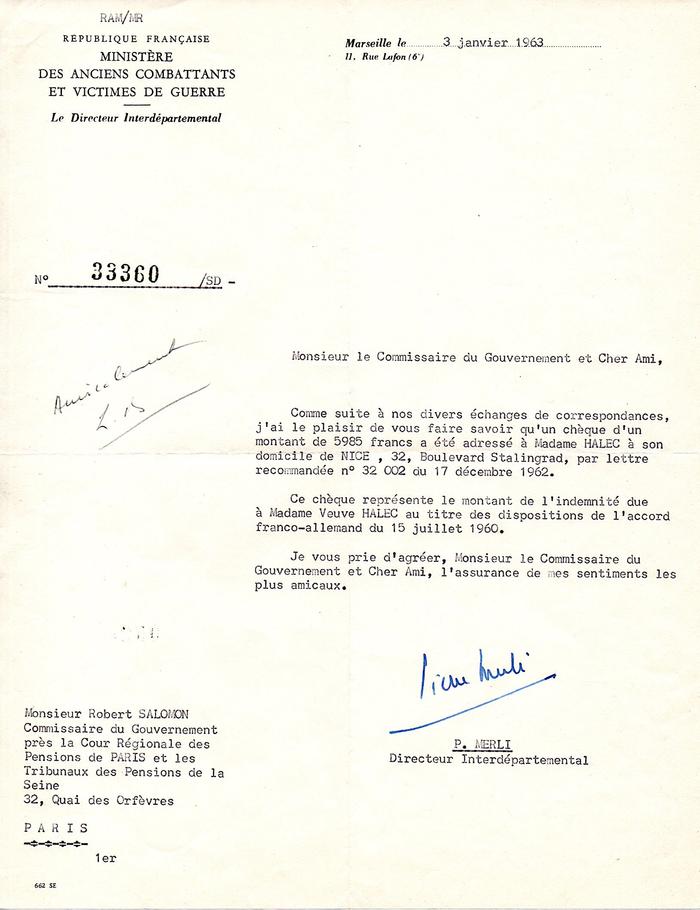 RAM/MR
RÉPUBLIQUE FRANÇAISE
MINISTÈRE
DES ANCIENS COMBATTANTS
ET VICTIMES DE GUERRE
Le Directeur Interdépartemental
Marseille le 3 janvier 1963
11. Rue Lafon (6e)
N° 33360 /SD -
Amicalement
Monsieur le Commissaire du Gouvernement et Cher Ami,
Comme suite à nos divers échanges de correspondances,
j'ai le plaisir de vous faire savoir qu'un chèque d'un
montant de 5985 francs a été adressé à Madame HALEC à son
domicile de NICE , 32, Boulevard Stalingrad, par lettre
recommandée n° 32 002 du 17 décembre 1962.
Ce chèque représente le montant de l'indemnité due
à Madame Veuve HALEC au titre des dispositions de l'accord
franco-allemand du 15 juillet 1960.
Je vous prie d'agréer, Monsieur le Commissaire du
Gouvernement et Cher Ami, l'assurance de mes sentiments les
plus amicaux.
Pierre Merli
P. MERLI
Directeur Interdépartemental
Monsieur Robert SALOMON
Commissaire du Gouvernement
près la Cour Régionale des
Pensions de PARIS et les
Tribunaux des Pensions de la
Seine
32, Quai des Orfèvres
P A R I S
1er
662 SE